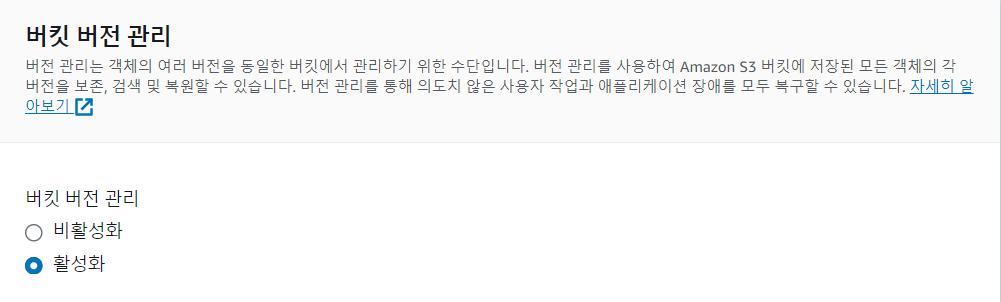 버킷 버전 관리
버전 관리는 객체의 여러 버전을 동일한 버킷에서 관리하기 위한 수단입니다. 버전 관리를 사용하여 Amazon S3 버킷에 저장된 모든 객체의 각
버전을 보존, 검색 및 복원할 수 있습니다. 버전 관리를 통해 의도치 않은 사용자 작업과 애플리케이션 장애를 모두 복구할 수 있습니다. 자세히 알
아보기
버킷 버전 관리
비활성화
활성화